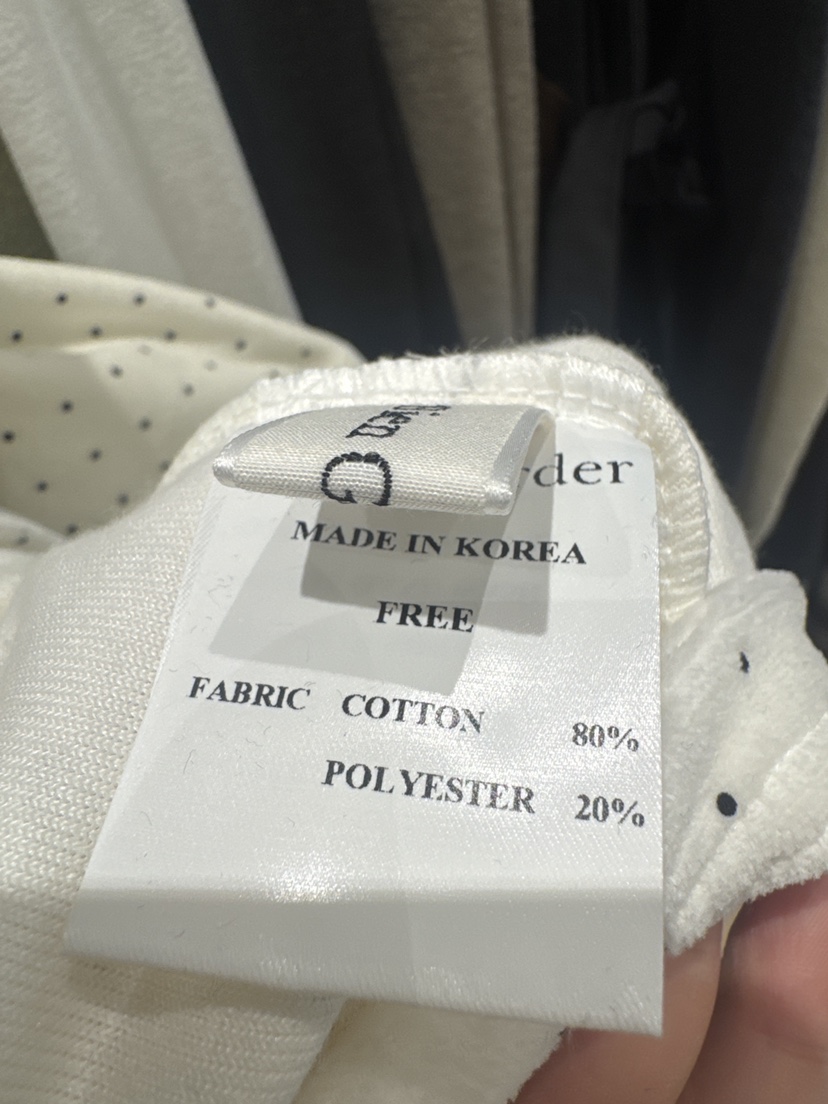 MADE IN KOREA
FREE
FABRIC COTTON 80%
POLYESTER 20%